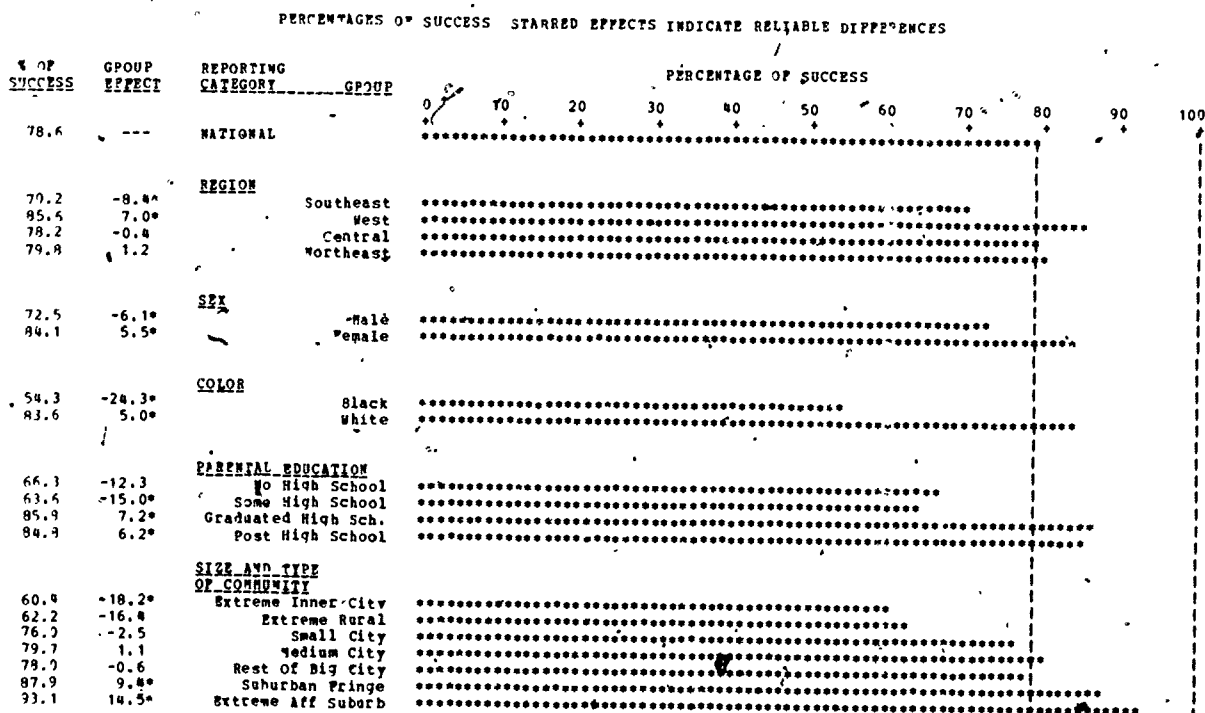 PERCENTAGES OF SUCCESS STARRED EFFECTS INDICATE RELIABLE DIFFERENCES
% OF GROUP REPORTING PERCENTAGE OF SUCCESS
SUCCESS EFFECT CATEGORY GROUP
0 10 20 30 40 50 60 70 80 90 100
78.6 --- NATIONAL
REGION
70.2 -8.4* Southeast
85.6 7.0* West
78.2 -0.4 Central
79.8 1.2 Northeast
SEX
72.5 -6.1* Male
84.1 5.5* Female
COLOR
54.3 -24.3* Black
83.6 5.0* White
PARENTAL EDUCATION
66.3 -12.3 No High School
63.6 -15.0* Some High School
85.9 7.2* Graduated High Sch.
84.8 6.2* Post High School
SIZE AND TYPE
OF COMMUNITY
60.4 -18.2* Extreme Inner City
62.2 -16.4 Extreme Rural
76.0 -2.5 Small City
79.7 1.1 Medium City
78.0 -0.6 Rest Of Big City
87.9 9.4* Suburban Fringe
93.1 14.5* Extreme Aff Suburb